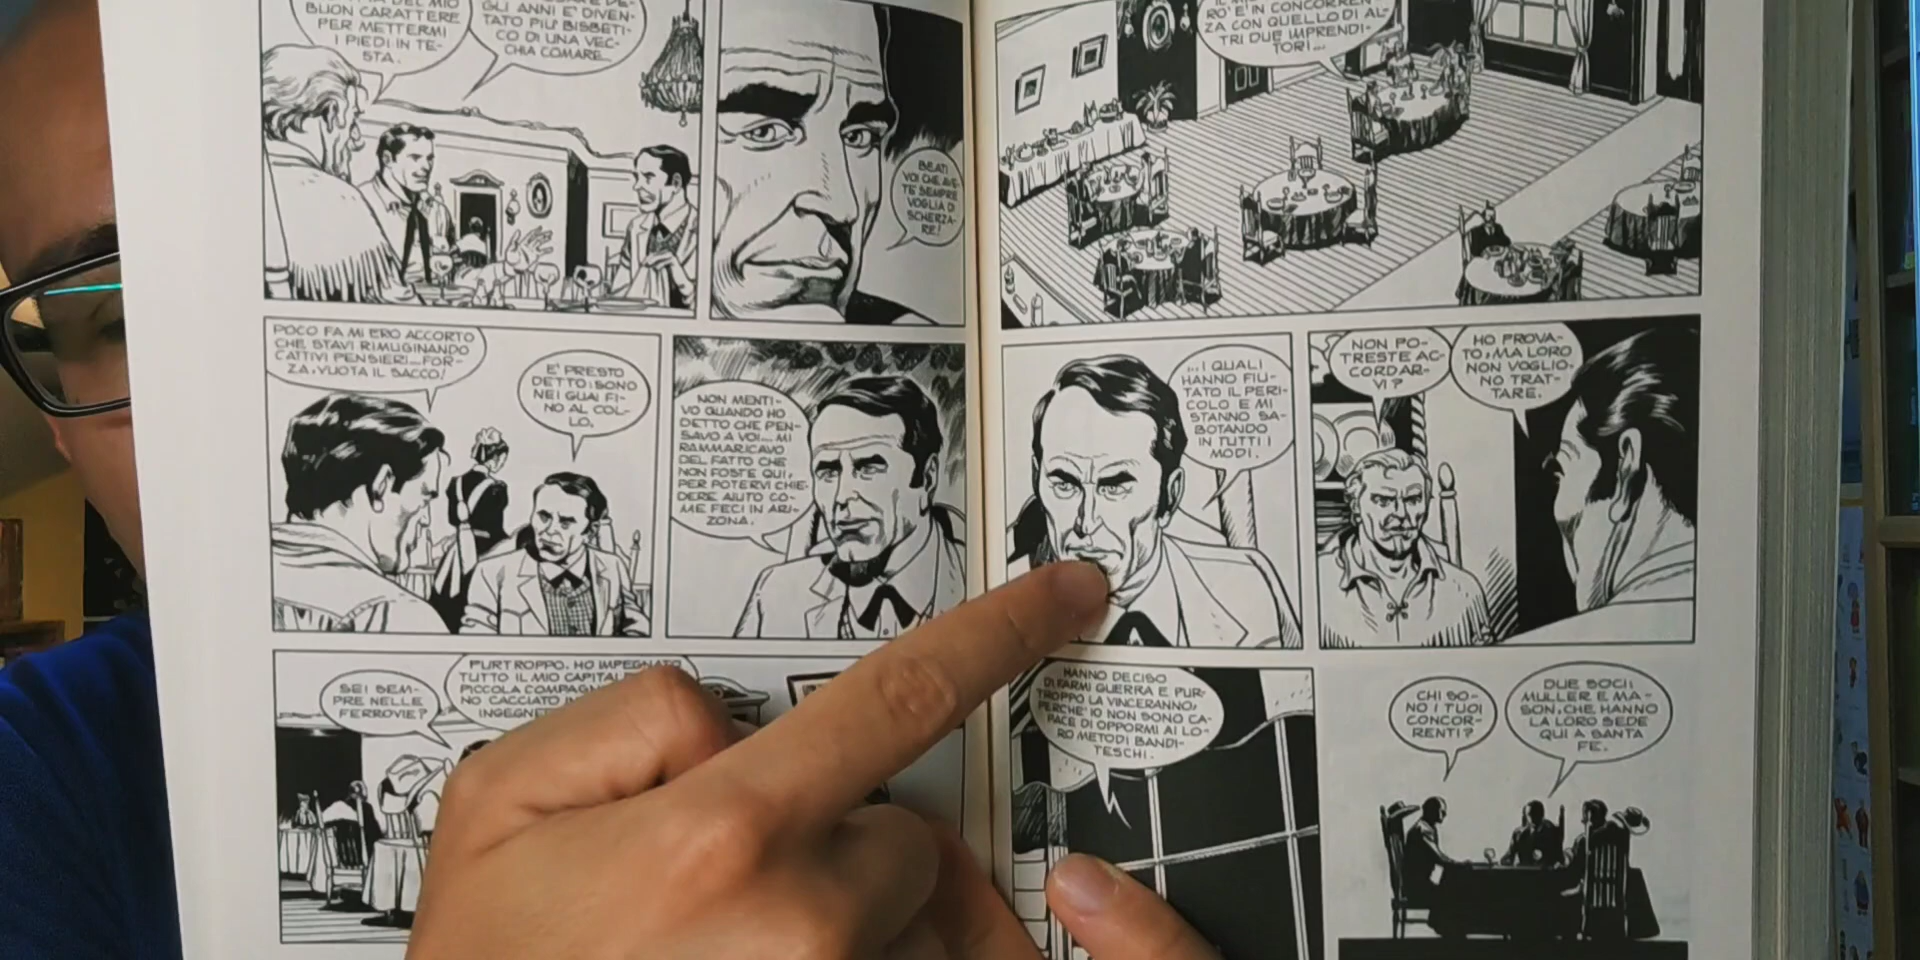 BUON CARATTERE
PER METTERMI
I PIEDI IN TE-
STA.
GLI ANNI E' DIVEN-
TATO PIU' BISBETI-
CO DI UNA VEC-
CHIA COMARE...
BEATI
VOI CHE AVE-
TE SEMPRE
VOGLIA DI
SCHERZA-
RE!
POCO FA MI ERO ACCORTO
CHE STAVI RIMUGINANDO
CATTIVI PENSIERI... FOR-
ZA, VUOTA IL SACCO!
E' PRESTO
DETTO: SONO
NEI GUAI FI-
NO AL COL-
LO.
NON MENTI-
VO QUANDO HO
DETTO CHE PEN-
SAVO A VOI... MI
RAMMARICAVO
DEL FATTO CHE
NON FOSTE QUI,
PER POTERVI CHIE-
DERE AIUTO CO-
ME FECI IN ARI-
ZONA.
SEI SEM-
PRE NELLE
FERROVIE?
PURTROPPO. HO IMPEGNATO
TUTTO IL MIO CAPITALE
PICCOLA COMPAGN
NO CACCIATO
INGEGNE
RO' E' IN CONCORREN-
ZA CON QUELLO DI AL-
TRI DUE IMPRENDI-
TORI...
...I QUALI
HANNO FIU-
TATO IL PERI-
COLO E MI
STANNO SA-
BOTANDO
IN TUTTI I
MODI.
NON PO-
TRESTE AC-
CORDAR-
VI?
HO PROVA-
TO, MA LORO
NON VOGLIO-
NO TRAT-
TARE.
HANNO DECISO
DI FARMI GUERRA E PUR-
TROPPO LA VINCERANNO,
PERCHE' IO NON SONO CA-
PACE DI OPPORMI AI LO-
RO METODI BANDI-
TESCHI.
CHI SO-
NO I TUOI
CONCOR-
RENTI?
DUE SOCI:
MULLER E MA-
SON, CHE HANNO
LA LORO SEDE
QUI A SANTA
FE.